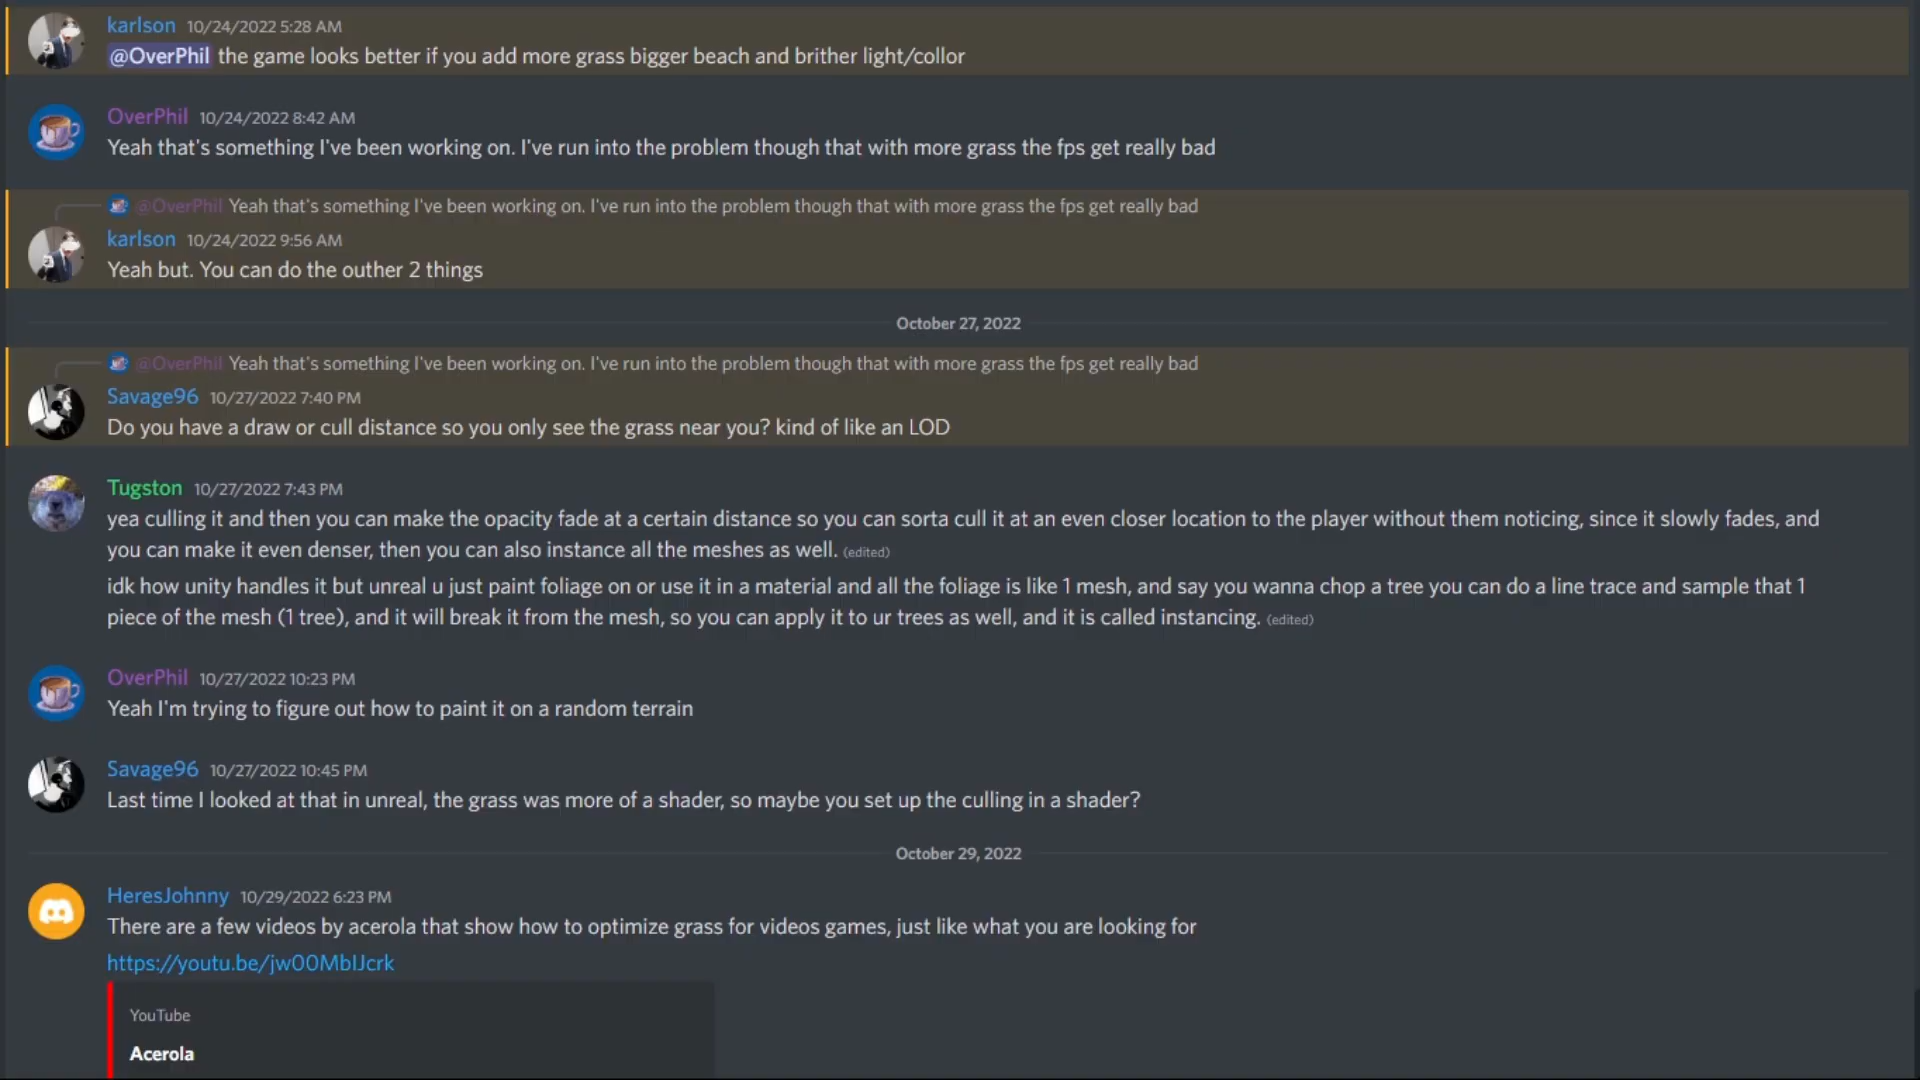 karlson 10/24/2022 5:28 AM
@OverPhil the game looks better if you add more grass bigger beach and brither light/collor
OverPhil 10/24/2022 8:42 AM
Yeah that's something I've been working on. I've run into the problem though that with more grass the fps get really bad
@OverPhil Yeah that's something I've been working on. I've run into the problem though that with more grass the fps get really bad
karlson 10/24/2022 9:56 AM
Yeah but. You can do the outher 2 things
October 27, 2022
@OverPhil Yeah that's something I've been working on. I've run into the problem though that with more grass the fps get really bad
Savage96 10/27/2022 7:40 PM
Do you have a draw or cull distance so you only see the grass near you? kind of like an LOD
Tugston 10/27/2022 7:43 PM
yea culling it and then you can make the opacity fade at a certain distance so you can sorta cull it at an even closer location to the player without them noticing, since it slowly fades, and
you can make it even denser, then you can also instance all the meshes as well. (edited)
idk how unity handles it but unreal u just paint foliage on or use it in a material and all the foliage is like 1 mesh, and say you wanna chop a tree you can do a line trace and sample that 1
piece of the mesh (1 tree), and it will break it from the mesh, so you can apply it to ur trees as well, and it is called instancing. (edited)
OverPhil 10/27/2022 10:23 PM
Yeah I'm trying to figure out how to paint it on a random terrain
Savage96 10/27/2022 10:45 PM
Last time I looked at that in unreal, the grass was more of a shader, so maybe you set up the culling in a shader?
October 29, 2022
HeresJohnny 10/29/2022 6:23 PM
There are a few videos by acerola that show how to optimize grass for videos games, just like what you are looking for
https://youtu.be/jw00MbIJcrk
YouTube
Acerola